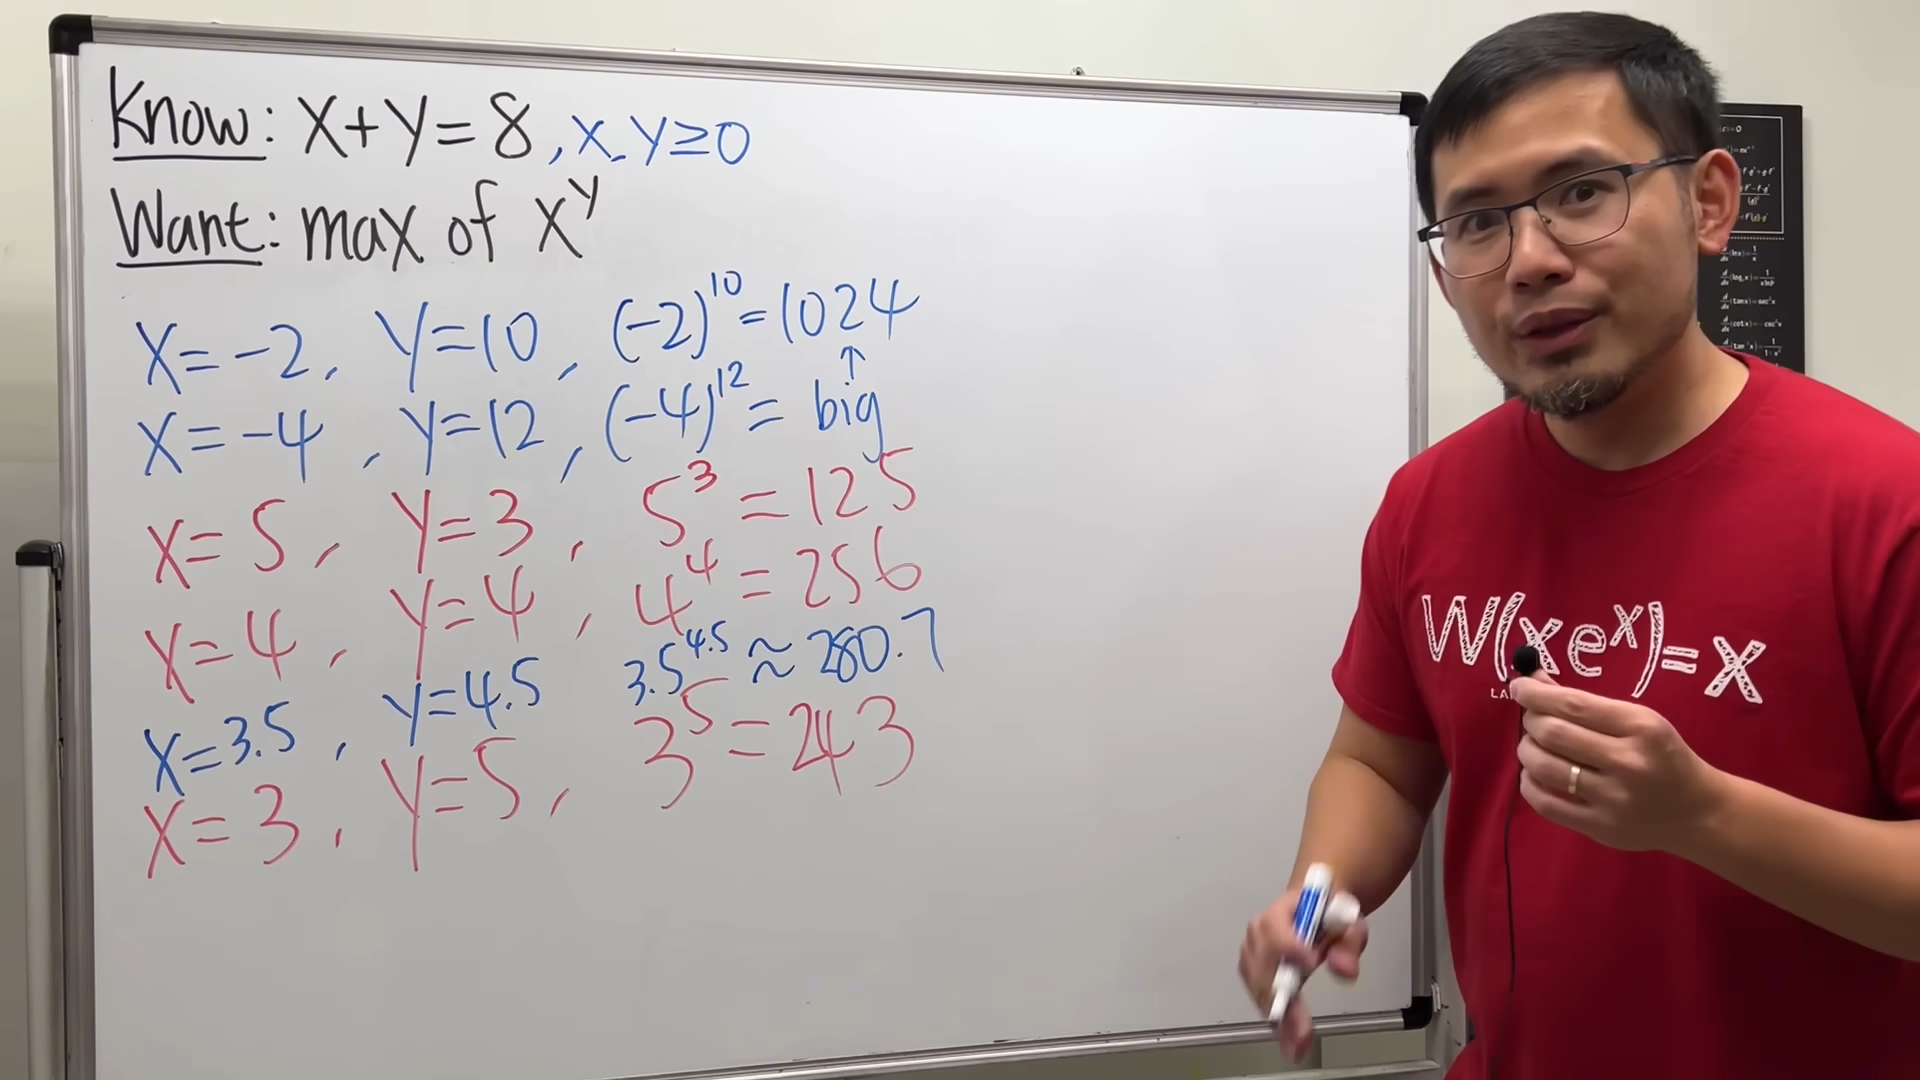 Know: X+Y=8, X, Y≥0
Want: max of X^Y
X=-2, Y=10, (-2)^10=1024
↑
X=-4, Y=12, (-4)^12= big
X=5, Y=3, 5^3=125
X=4, Y=4, 4^4=256
X=3.5, Y=4.5 3.5^4.5≈280.7
X=3, Y=5, 3^5=243
W(xe^x)=x